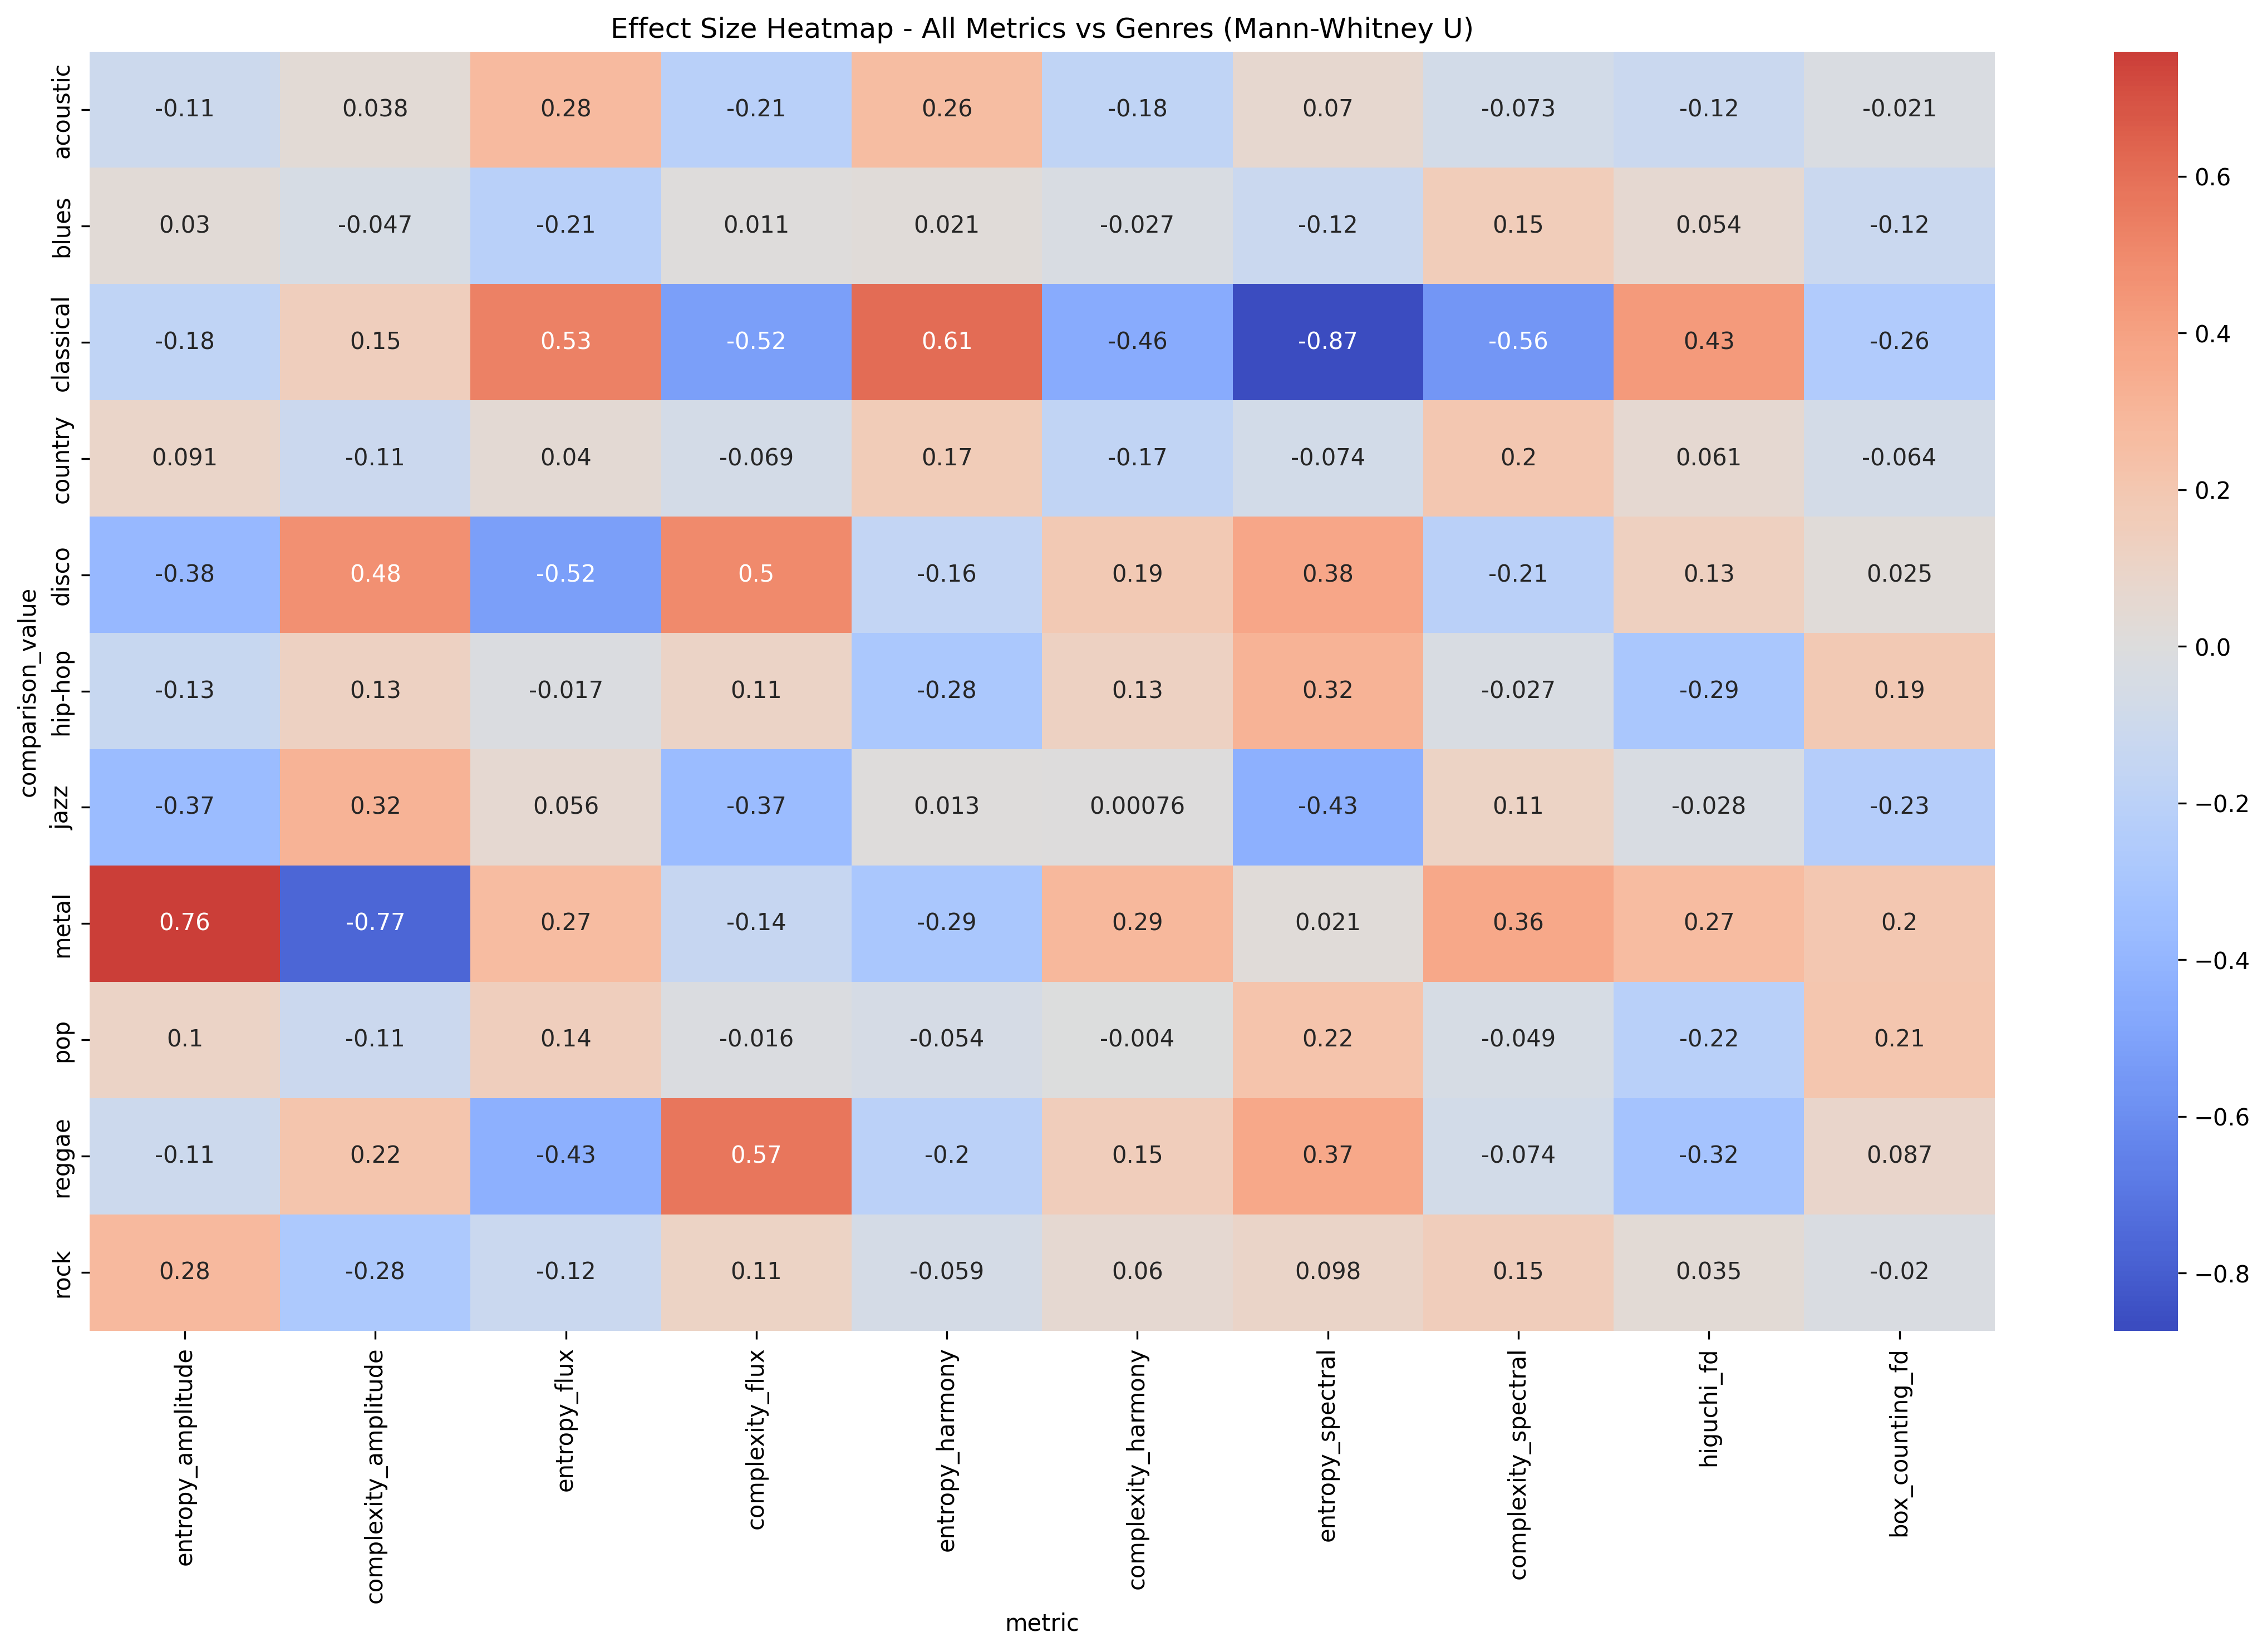 Effect Size Heatmap - All Metrics vs Genres (Mann-Whitney U)
comparison_value
acoustic -0.11 0.038 0.28 -0.21 0.26 -0.18 0.07 -0.073 -0.12 -0.021
blues 0.03 -0.047 -0.21 0.011 0.021 -0.027 -0.12 0.15 0.054 -0.12
classical -0.18 0.15 0.53 -0.52 0.61 -0.46 -0.87 -0.56 0.43 -0.26
country 0.091 -0.11 0.04 -0.069 0.17 -0.17 -0.074 0.2 0.061 -0.064
disco -0.38 0.48 -0.52 0.5 -0.16 0.19 0.38 -0.21 0.13 0.025
hip-hop -0.13 0.13 -0.017 0.11 -0.28 0.13 0.32 -0.027 -0.29 0.19
jazz -0.37 0.32 0.056 -0.37 0.013 0.00076 -0.43 0.11 -0.028 -0.23
metal 0.76 -0.77 0.27 -0.14 -0.29 0.29 0.021 0.36 0.27 0.2
pop 0.1 -0.11 0.14 -0.016 -0.054 -0.004 0.22 -0.049 -0.22 0.21
reggae -0.11 0.22 -0.43 0.57 -0.2 0.15 0.37 -0.074 -0.32 0.087
rock 0.28 -0.28 -0.12 0.11 -0.059 0.06 0.098 0.15 0.035 -0.02
entropy_amplitude
complexity_amplitude
entropy_flux
complexity_flux
entropy_harmony
complexity_harmony
entropy_spectral
complexity_spectral
higuchi_fd
box_counting_fd
metric
0.6
0.4
0.2
0.0
−0.2
−0.4
−0.6
−0.8